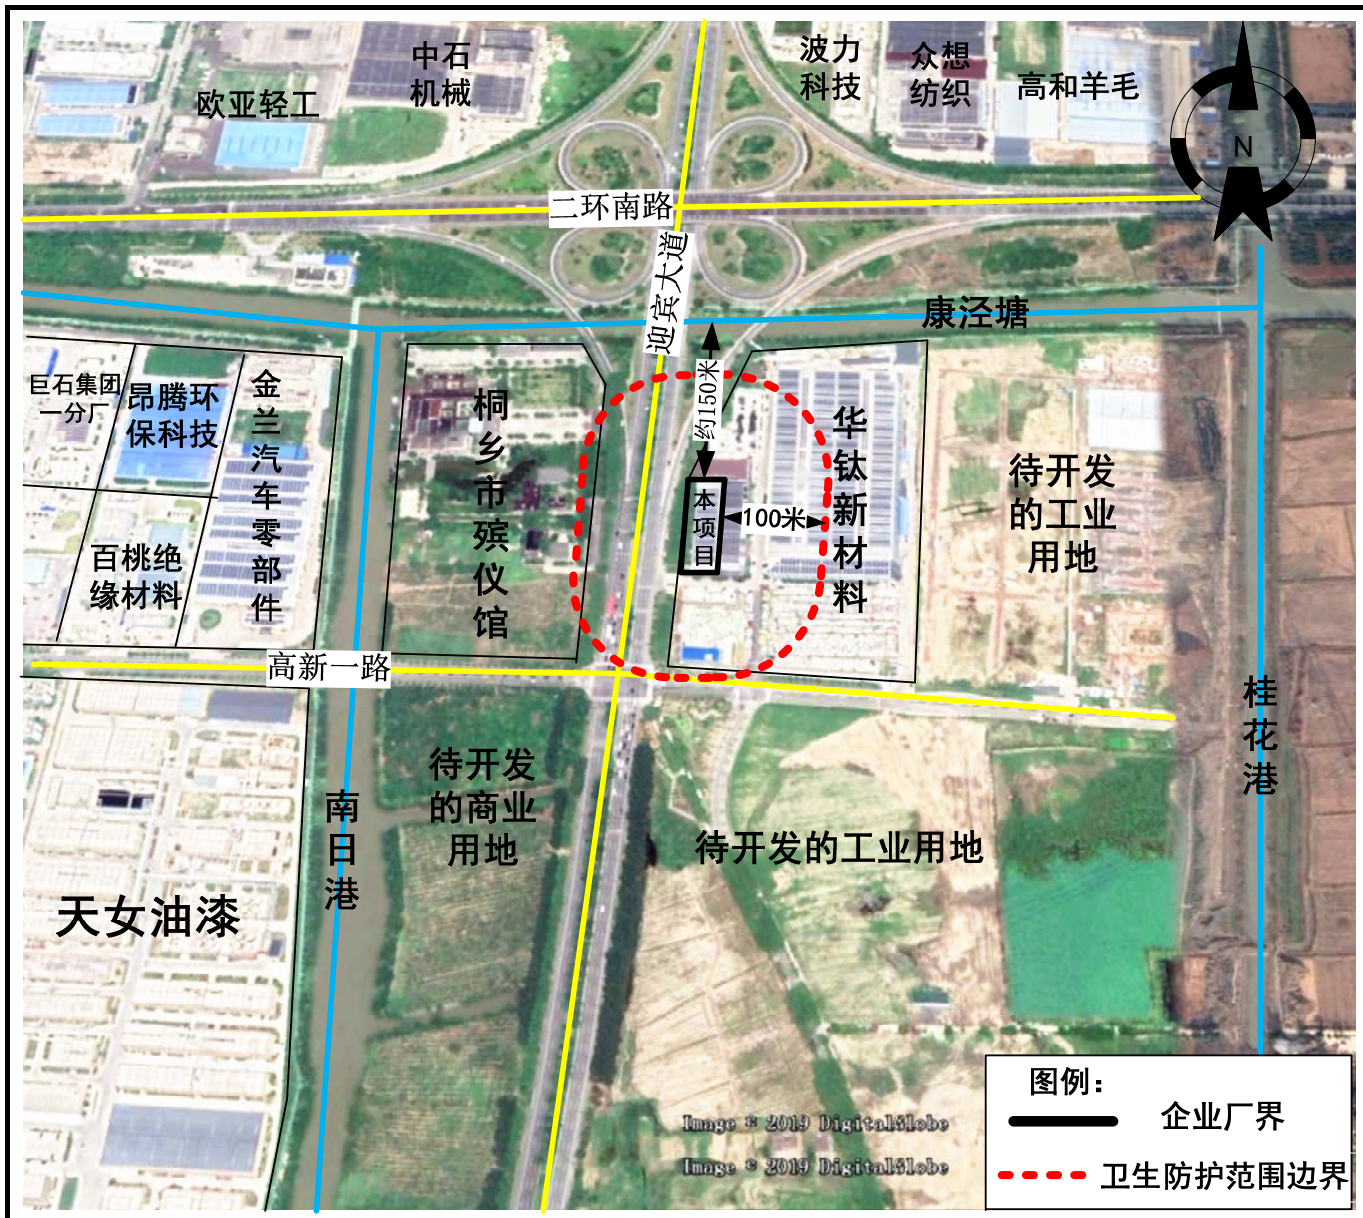 中石
机械
欧亚轻工
波力
科技
众想
纺织
高和羊毛
N
二环南路
迎宾大道
康泾塘
巨石集团
一分厂
昂腾环
保科技
金兰汽车零部件
百桃绝
缘材料
桐乡市殡仪馆
约150米
本项目
100米
华钛新材料
待开发
的工业
用地
高新一路
桂花港
待开发
的商业
用地
南日港
待开发的工业用地
天女油漆
Image © 2019 DigitalGlobe
Image © 2019 DigitalGlobe
图例：
企业厂界
卫生防护范围边界